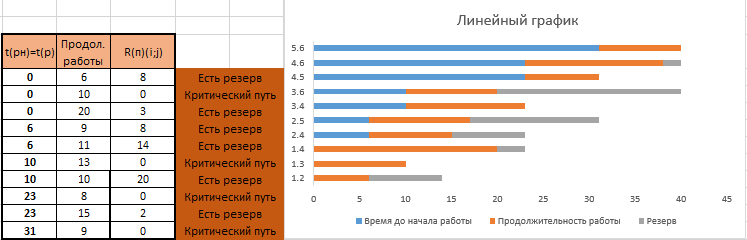 t(рн)=t(р) Продол. работы R(п)(i;j)
0 6 8 Есть резерв
0 10 0 Критический путь
0 20 3 Есть резерв
6 9 8 Есть резерв
6 11 14 Есть резерв
10 13 0 Критический путь
10 10 20 Есть резерв
23 8 0 Критический путь
23 15 2 Есть резерв
31 9 0 Критический путь
Линейный график
5.6
4.6
4.5
3.6
3.4
2.5
2.4
1.4
1.3
1.2
0 5 10 15 20 25 30 35 40 45
Время до начала работы Продолжительность работы Резерв